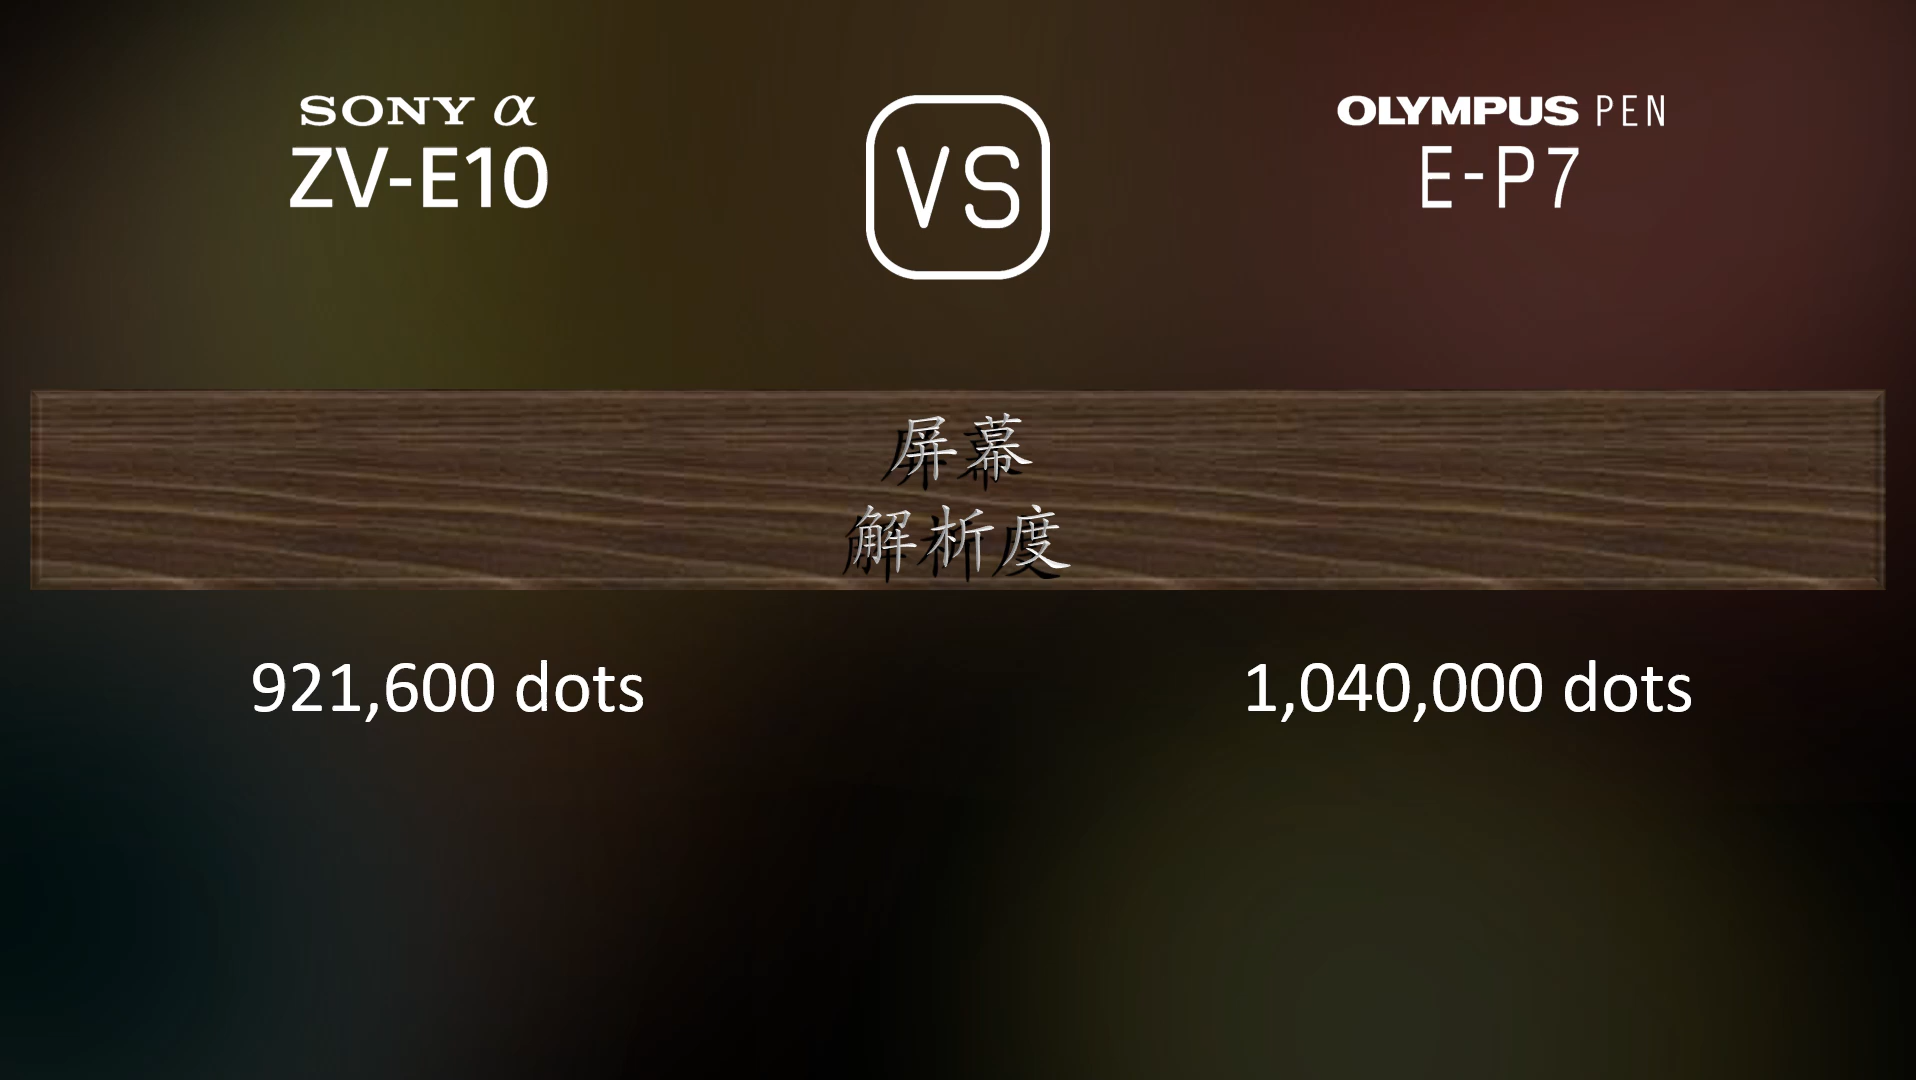 SONY α
ZV-E10
VS
OLYMPUS PEN
E-P7
屏幕
解析度
921,600 dots
1,040,000 dots